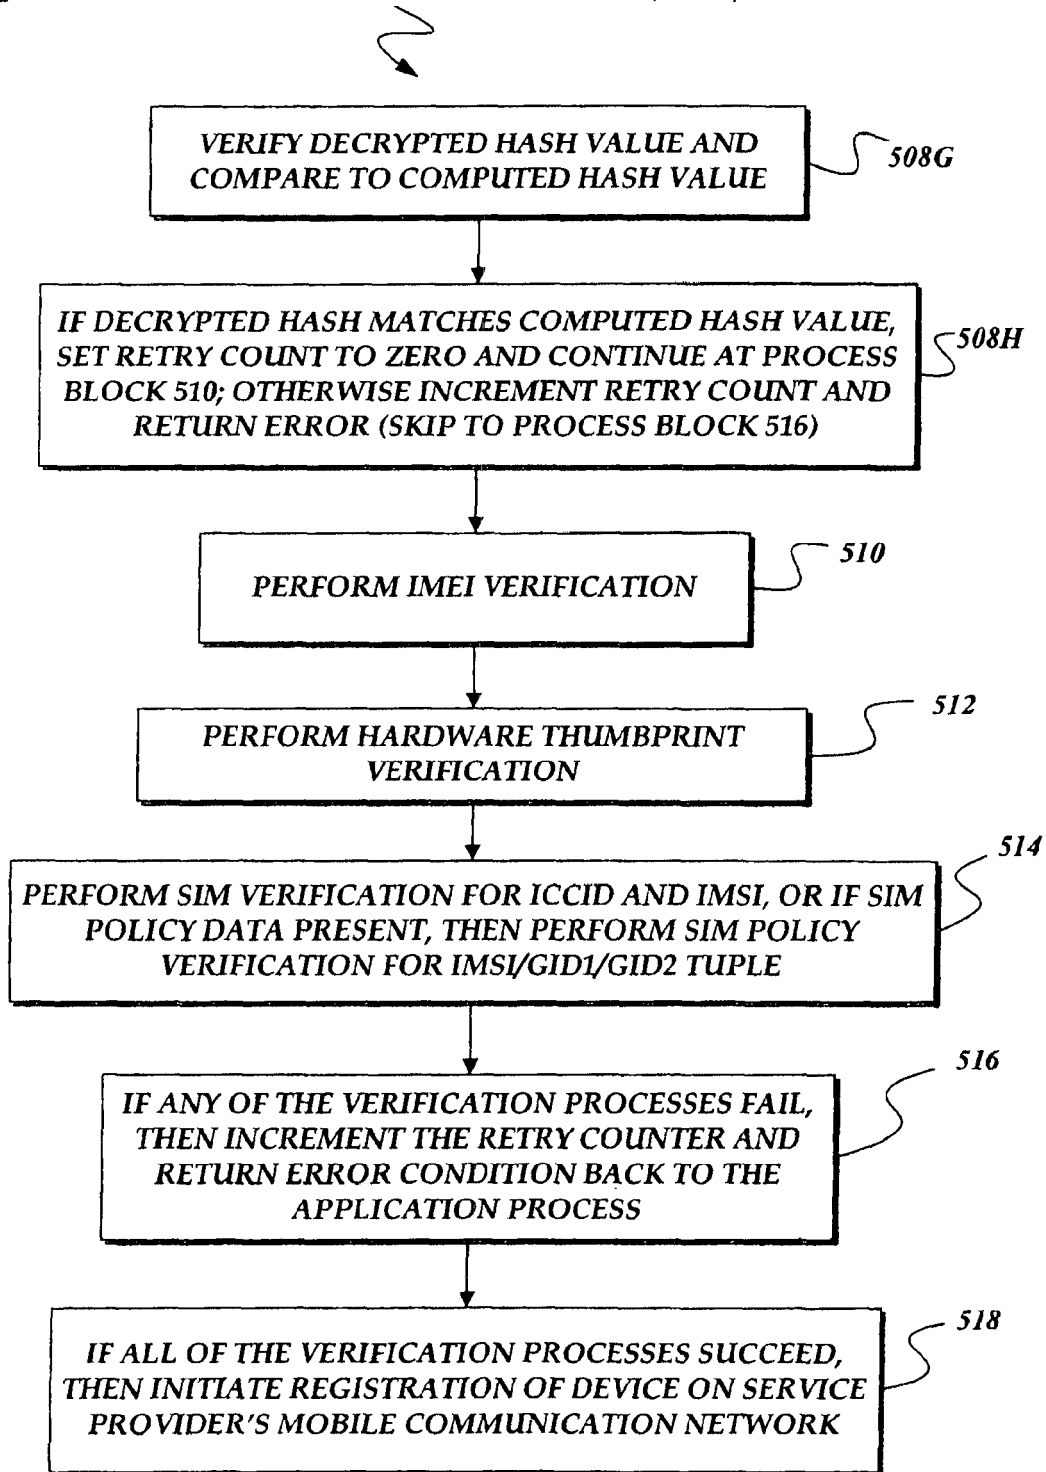 VERIFY DECRYPTED HASH VALUE AND
COMPARE TO COMPUTED HASH VALUE
508G
IF DECRYPTED HASH MATCHES COMPUTED HASH VALUE,
SET RETRY COUNT TO ZERO AND CONTINUE AT PROCESS
BLOCK 510; OTHERWISE INCREMENT RETRY COUNT AND
RETURN ERROR (SKIP TO PROCESS BLOCK 516)
508H
PERFORM IMEI VERIFICATION
510
PERFORM HARDWARE THUMBPRINT
VERIFICATION
512
PERFORM SIM VERIFICATION FOR ICCID AND IMSI, OR IF SIM
POLICY DATA PRESENT, THEN PERFORM SIM POLICY
VERIFICATION FOR IMSI/GID1/GID2 TUPLE
514
IF ANY OF THE VERIFICATION PROCESSES FAIL,
THEN INCREMENT THE RETRY COUNTER AND
RETURN ERROR CONDITION BACK TO THE
APPLICATION PROCESS
516
IF ALL OF THE VERIFICATION PROCESSES SUCCEED,
THEN INITIATE REGISTRATION OF DEVICE ON SERVICE
PROVIDER'S MOBILE COMMUNICATION NETWORK
518